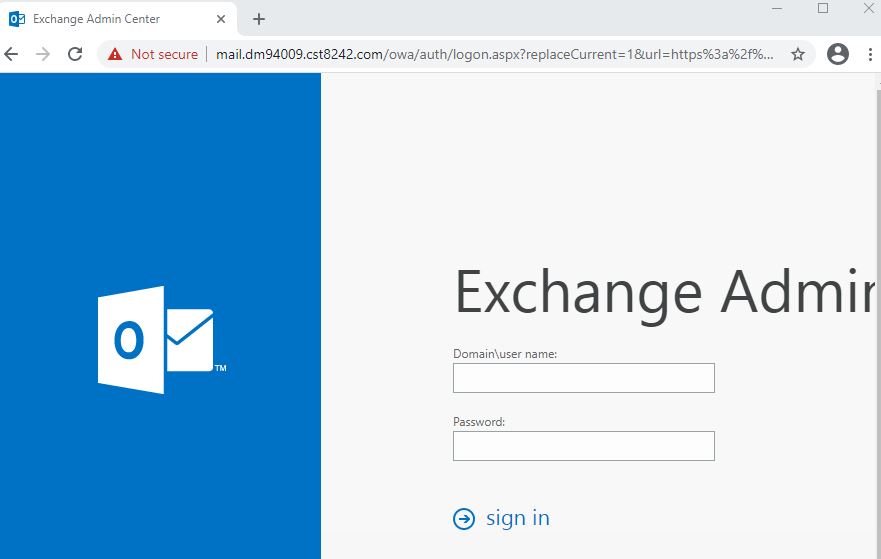 Exchange Admin Center
Not secure mail.dm94009.cst8242.com/owa/auth/logon.aspx?replaceCurrent=1&url=https%3a%2f%...
Exchange Admin
Domain\user name:
O
TM
Password:
sign in